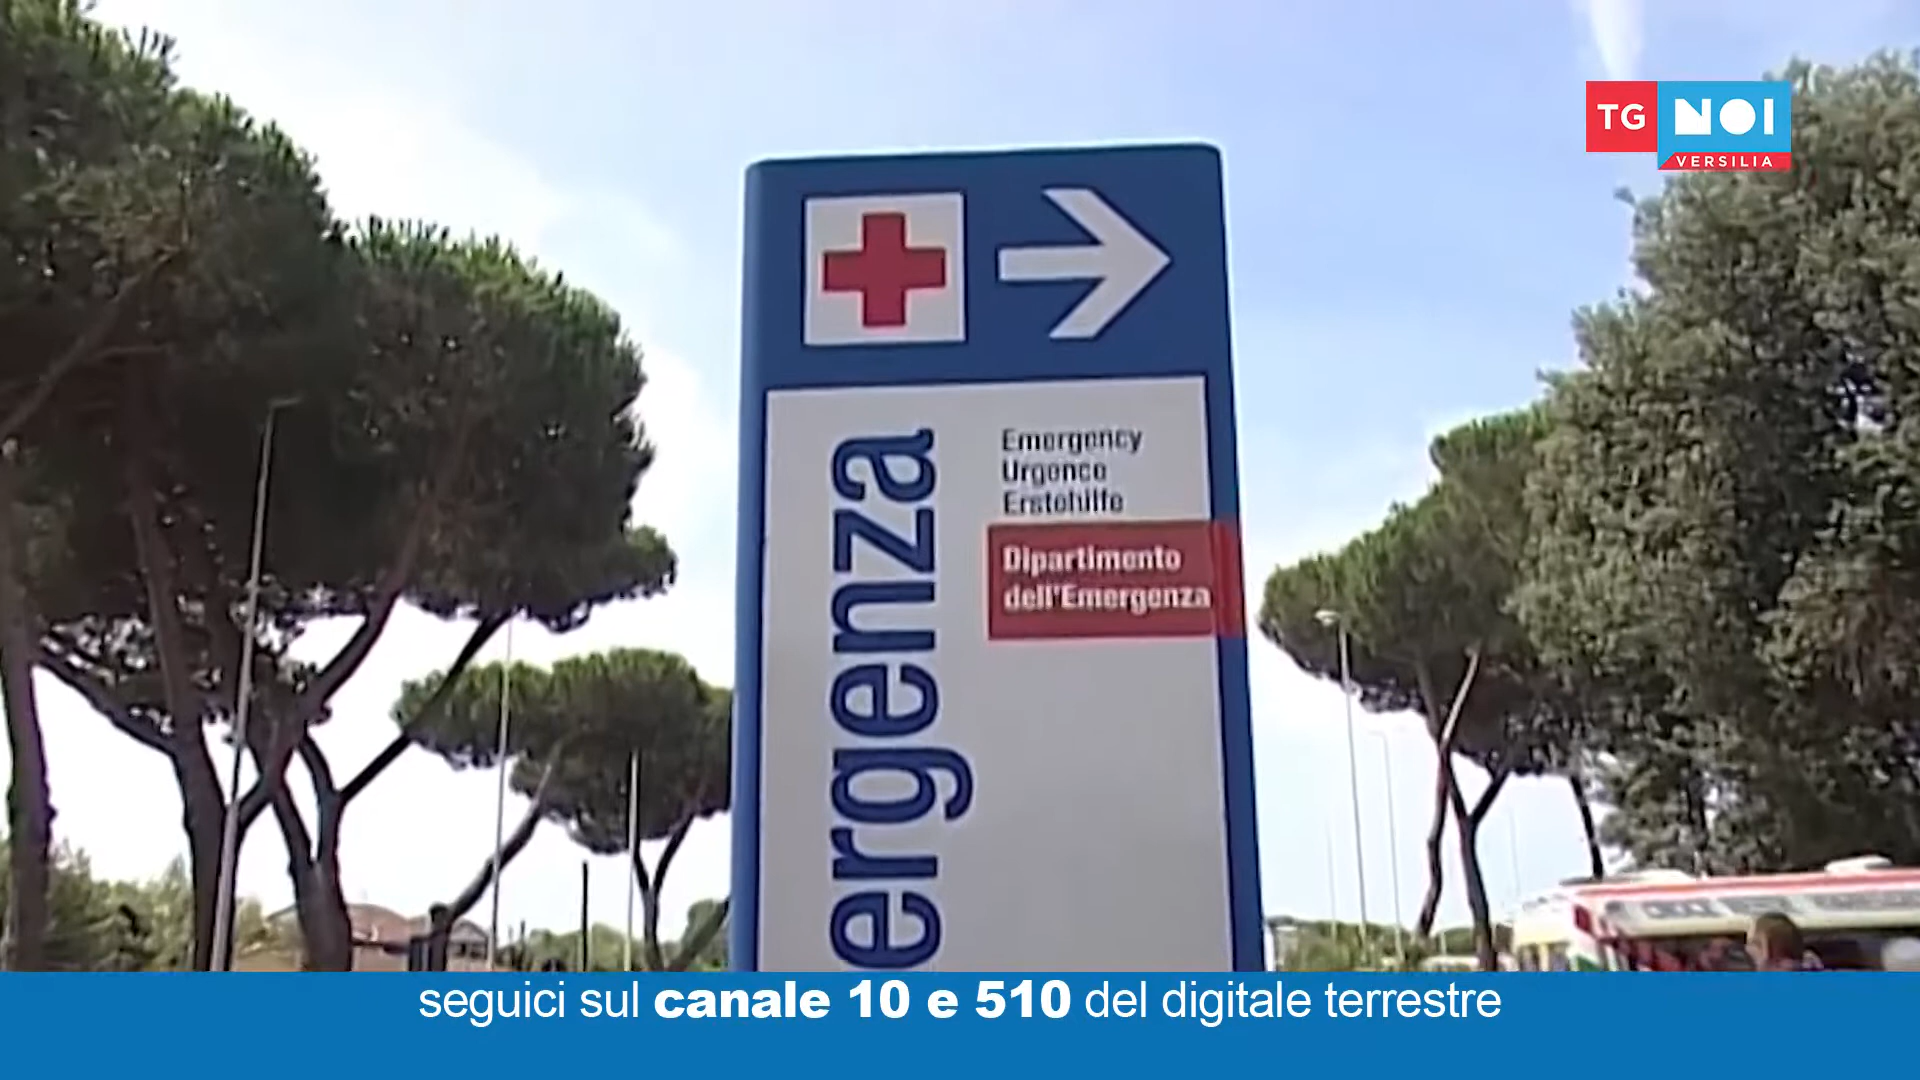 TG NOI
VERSILIA
ergenza
Emergency
Urgence
Erstehilfe
Dipartimento
dell'Emergenza
seguici sul canale 10 e 510 del digitale terrestre